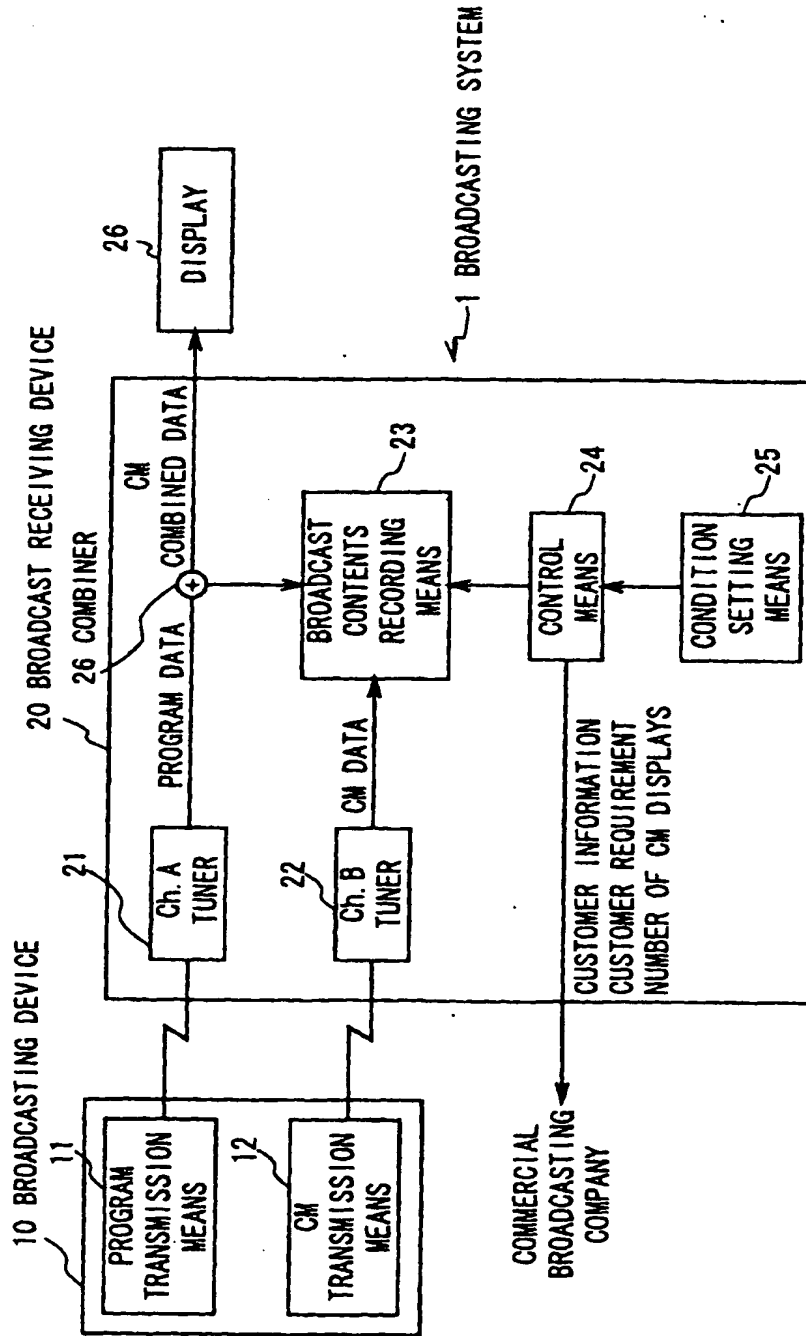 1 BROADCASTING SYSTEM
10 BROADCASTING DEVICE
11
PROGRAM
TRANSMISSION
MEANS
12
CM
TRANSMISSION
MEANS
20 BROADCAST RECEIVING DEVICE
21
Ch. A
TUNER
PROGRAM DATA
26 COMBINER
CM
COMBINED DATA
26
DISPLAY
22
Ch. B
TUNER
CM DATA
23
BROADCAST
CONTENTS
RECORDING
MEANS
24
CONTROL
MEANS
25
CONDITION
SETTING
MEANS
CUSTOMER INFORMATION
CUSTOMER REQUIREMENT
NUMBER OF CM DISPLAYS
COMMERCIAL
BROADCASTING
COMPANY